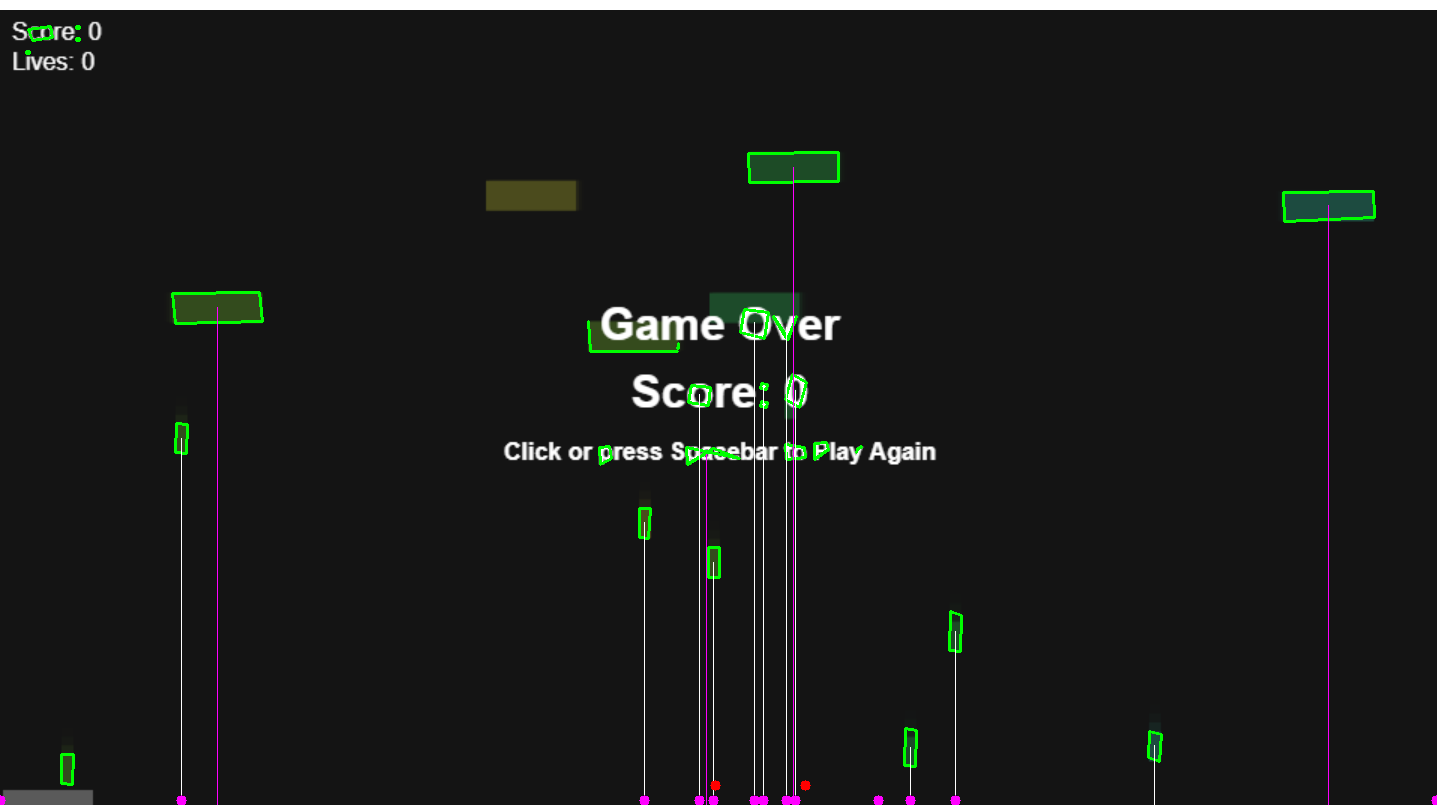 Score: 0
Lives: 0
Game Over
Score: 0
Click or press Spacebar to Play Again